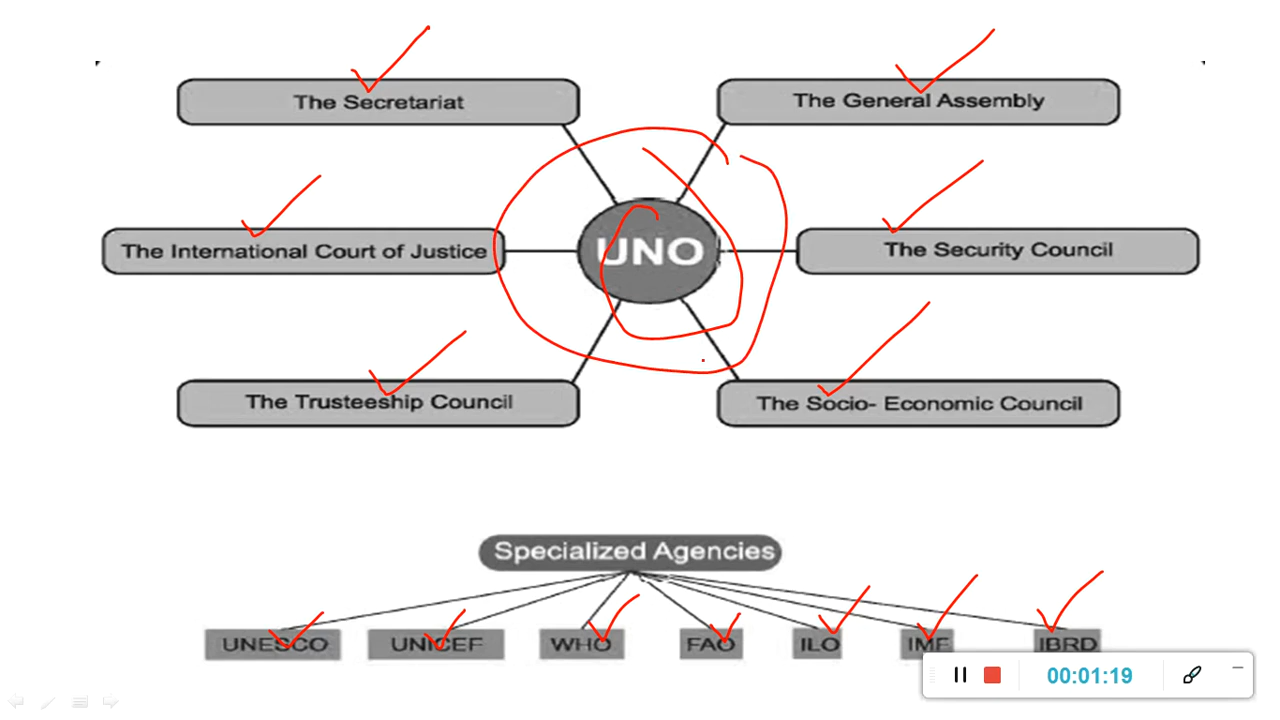 The Secretariat
The General Assembly
The International Court of Justice
UNO
The Security Council
The Trusteeship Council
The Socio- Economic Council
Specialized Agencies
UNESCO
UNICEF
WHO
FAO
ILO
IMF
IBRD
00:01:19